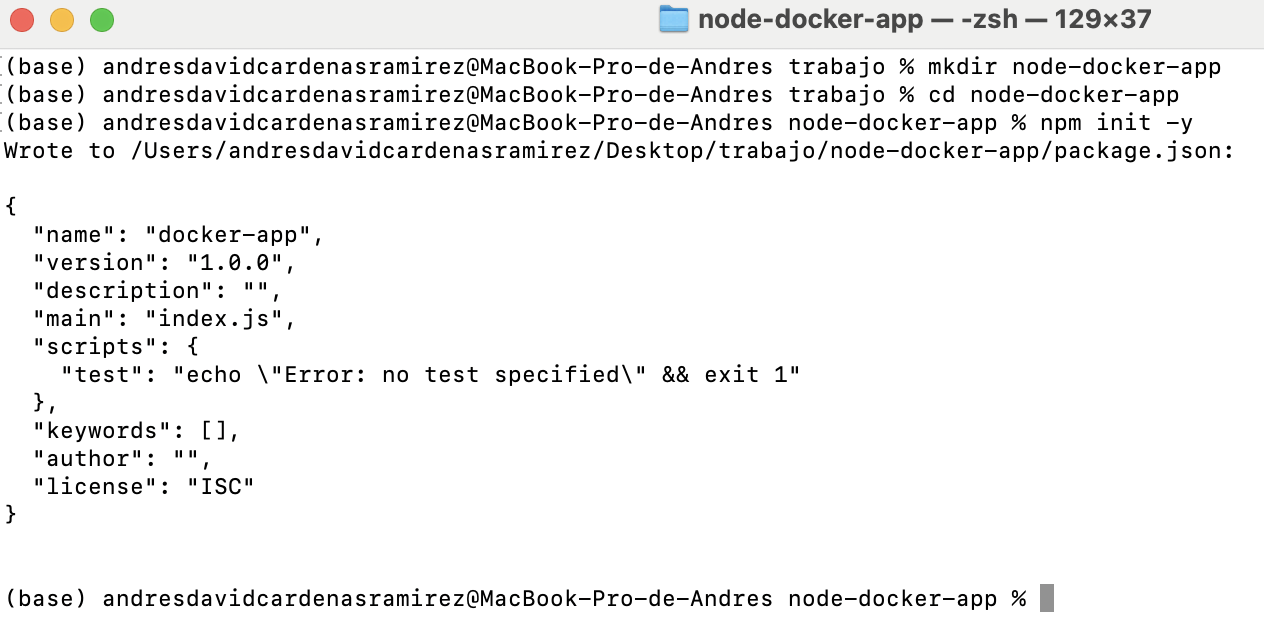 node-docker-app — -zsh — 129×37
(base) andresdavidcardenasramirez@MacBook-Pro-de-Andres trabajo % mkdir node-docker-app
(base) andresdavidcardenasramirez@MacBook-Pro-de-Andres trabajo % cd node-docker-app
(base) andresdavidcardenasramirez@MacBook-Pro-de-Andres node-docker-app % npm init -y
Wrote to /Users/andresdavidcardenasramirez/Desktop/trabajo/node-docker-app/package.json:
{
  "name": "docker-app",
  "version": "1.0.0",
  "description": "",
  "main": "index.js",
  "scripts": {
    "test": "echo \"Error: no test specified\" && exit 1"
  },
  "keywords": [],
  "author": "",
  "license": "ISC"
}
(base) andresdavidcardenasramirez@MacBook-Pro-de-Andres node-docker-app %